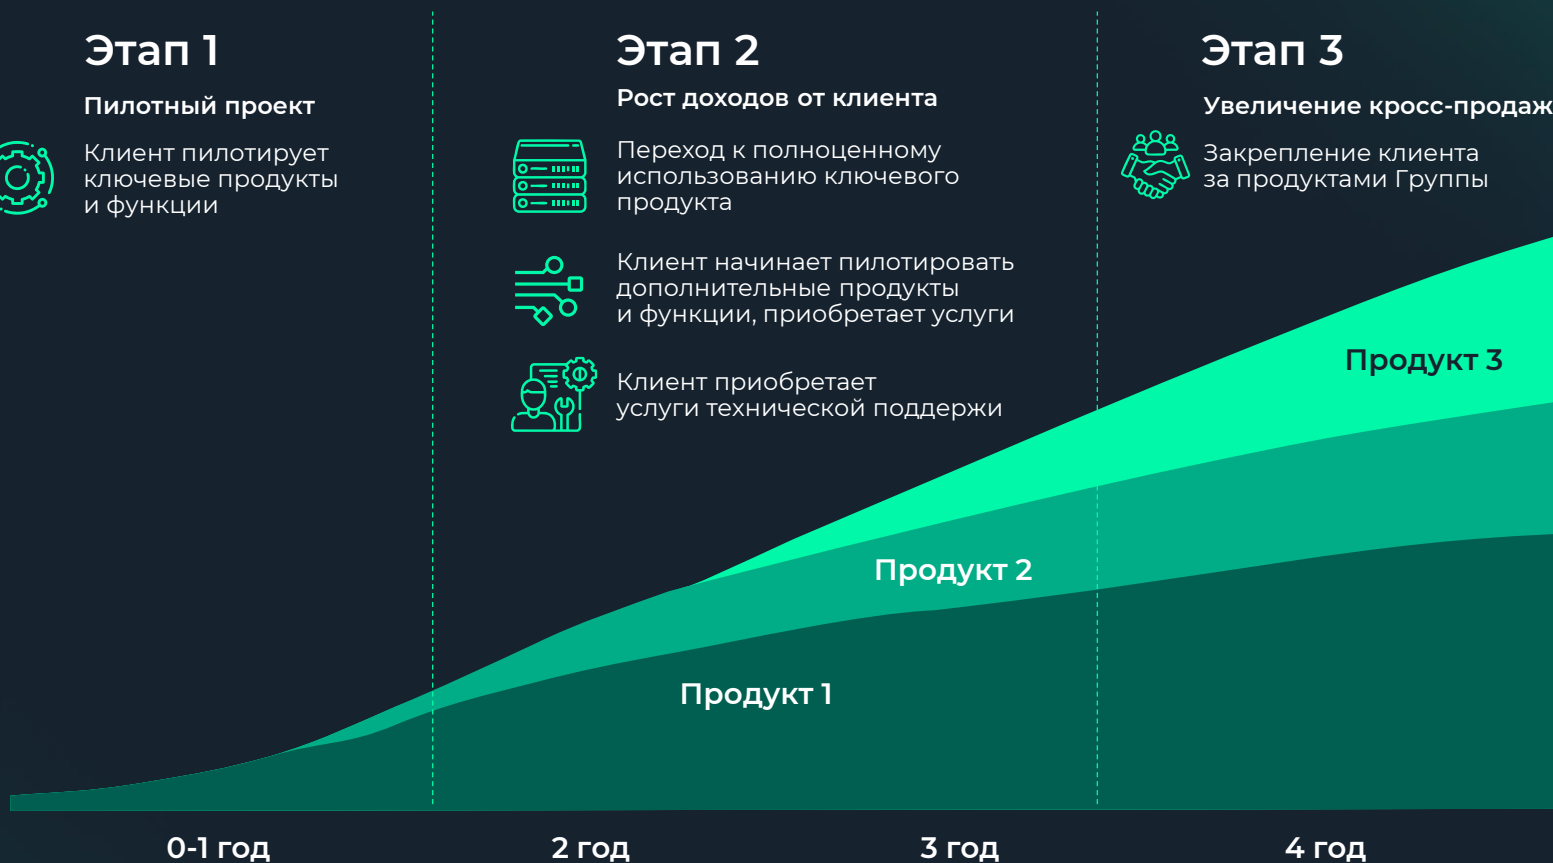 Этап 1
Пилотный проект
Клиент пилотирует
ключевые продукты
и функции
Этап 2
Рост доходов от клиента
Переход к полноценному
использованию ключевого
продукта
Клиент начинает пилотировать
дополнительные продукты
и функции, приобретает услуги
Клиент приобретает
услуги технической поддержи
Этап 3
Увеличение кросс-продаж
Закрепление клиента
за продуктами Группы
Продукт 3
Продукт 2
Продукт 1
0-1 год
2 год
3 год
4 год